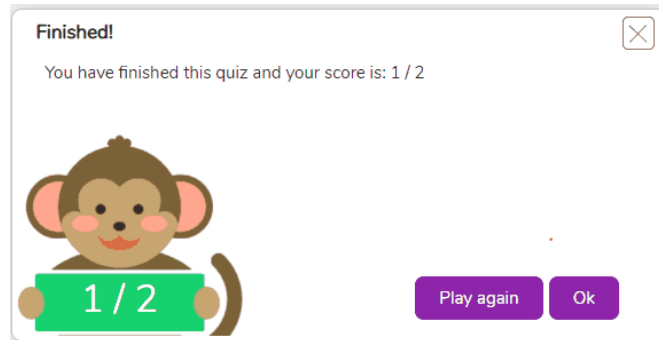 Finished!
You have finished this quiz and your score is: 1 / 2
1 / 2
Play again
Ok